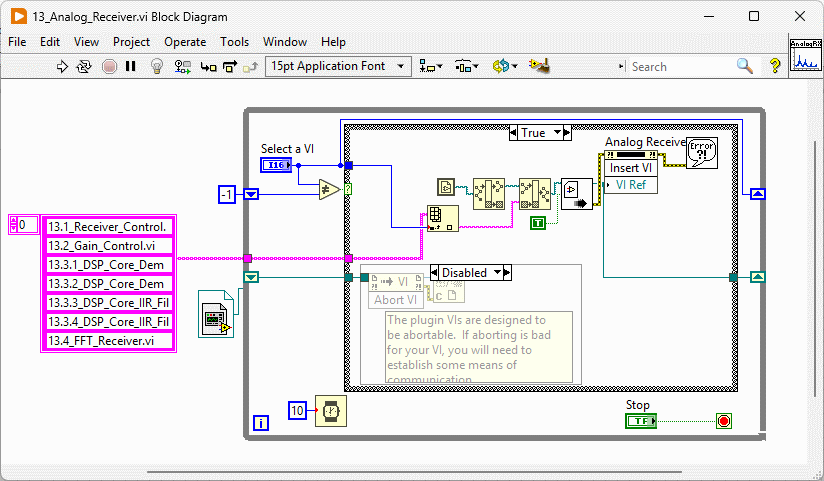 13_Analog_Receiver.vi Block Diagram
File Edit View Project Operate Tools Window Help
15pt Application Font
Search
AnalogRX
True
Select a VI
I16
Analog Receive
Error
?!
Insert VI
VI Ref
-1
?
T
0
13.1_Receiver_Control.
13.2_Gain_Control.vi
13.3.1_DSP_Core_Dem
13.3.2_DSP_Core_Dem
13.3.3_DSP_Core_IIR_Fil
13.3.4_DSP_Core_IIR_Fil
13.4_FFT_Receiver.vi
Disabled
VI
Abort VI
C
The plugin VIs are designed to
be abortable. If aborting is bad
for your VI, you will need to
establish some means of
communication
10
i
Stop
TF